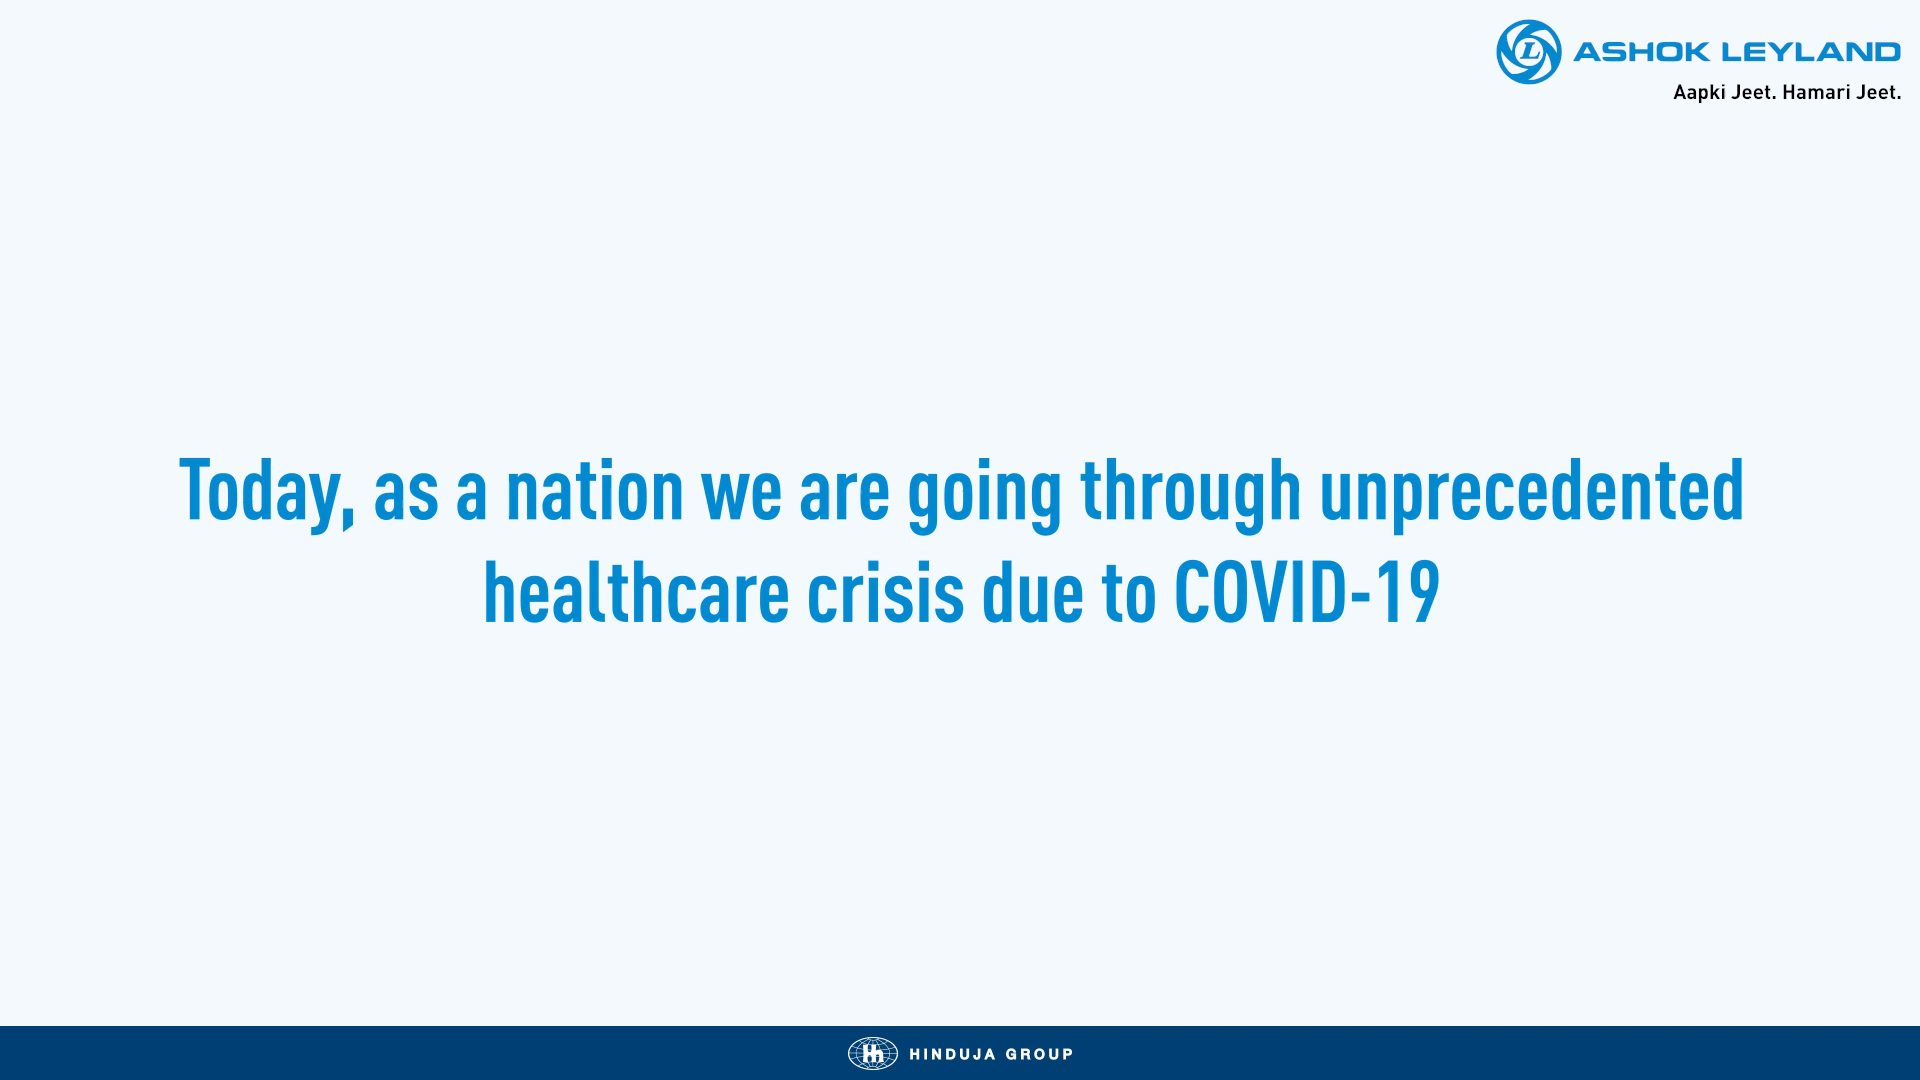 ASHOK LEYLAND
Aapki Jeet. Hamari Jeet.
Today, as a nation we are going through unprecedented
healthcare crisis due to COVID-19
HINDUJA GROUP